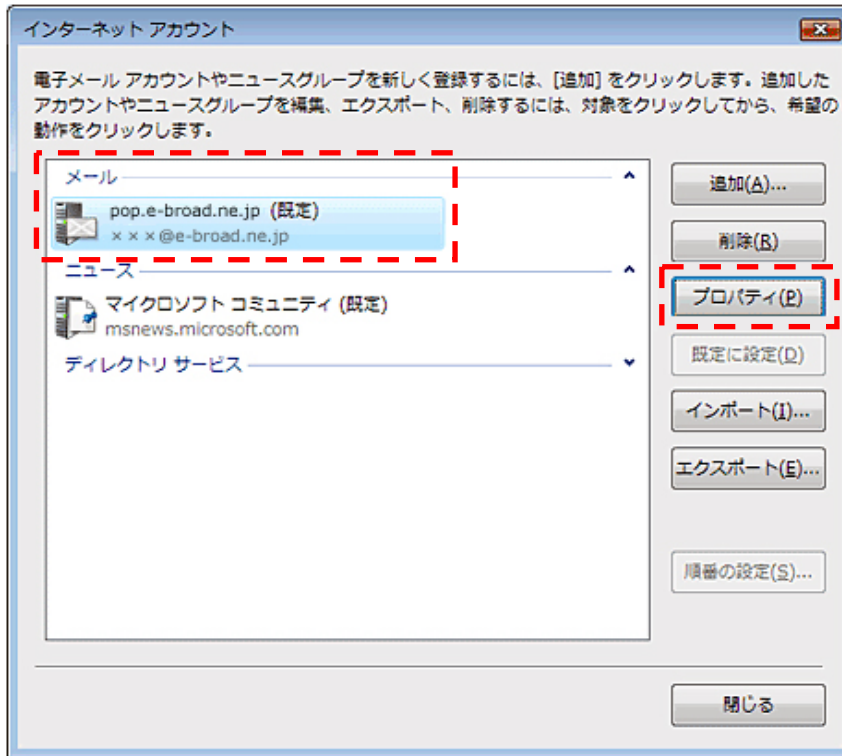 インターネット アカウント
電子メール アカウントやニュースグループを新しく登録するには、[追加] をクリックします。追加した
アカウントやニュースグループを編集、エクスポート、削除するには、対象をクリックしてから、希望の
動作をクリックします。
メール
pop.e-broad.ne.jp (既定)
×××@e-broad.ne.jp
ニュース
マイクロソフト コミュニティ (既定)
msnews.microsoft.com
ディレクトリ サービス
追加(A)...
削除(R)
プロパティ(P)
既定に設定(D)
インポート(I)...
エクスポート(E)...
順番の設定(S)...
閉じる